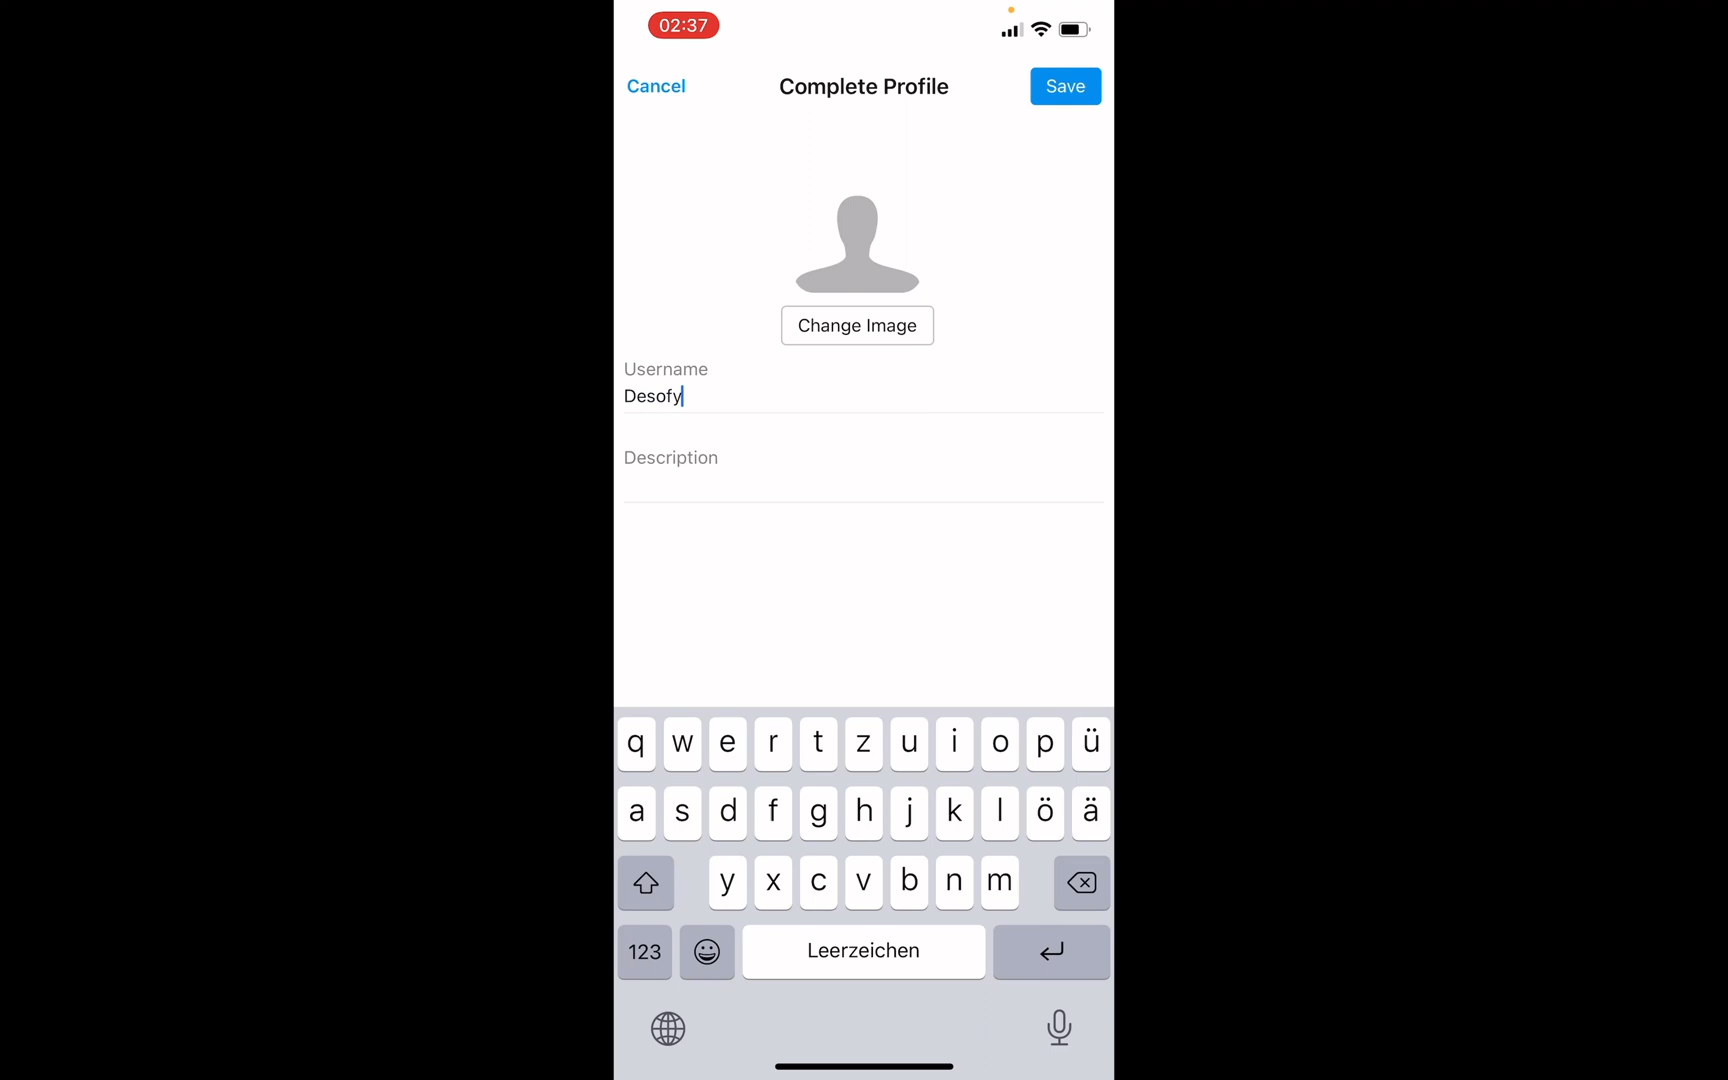 02:37
Cancel Complete Profile Save
Change Image
Username
Desofy
Description
q w e r t z u i o p ü
a s d f g h j k l ö ä
y x c v b n m
123 Leerzeichen